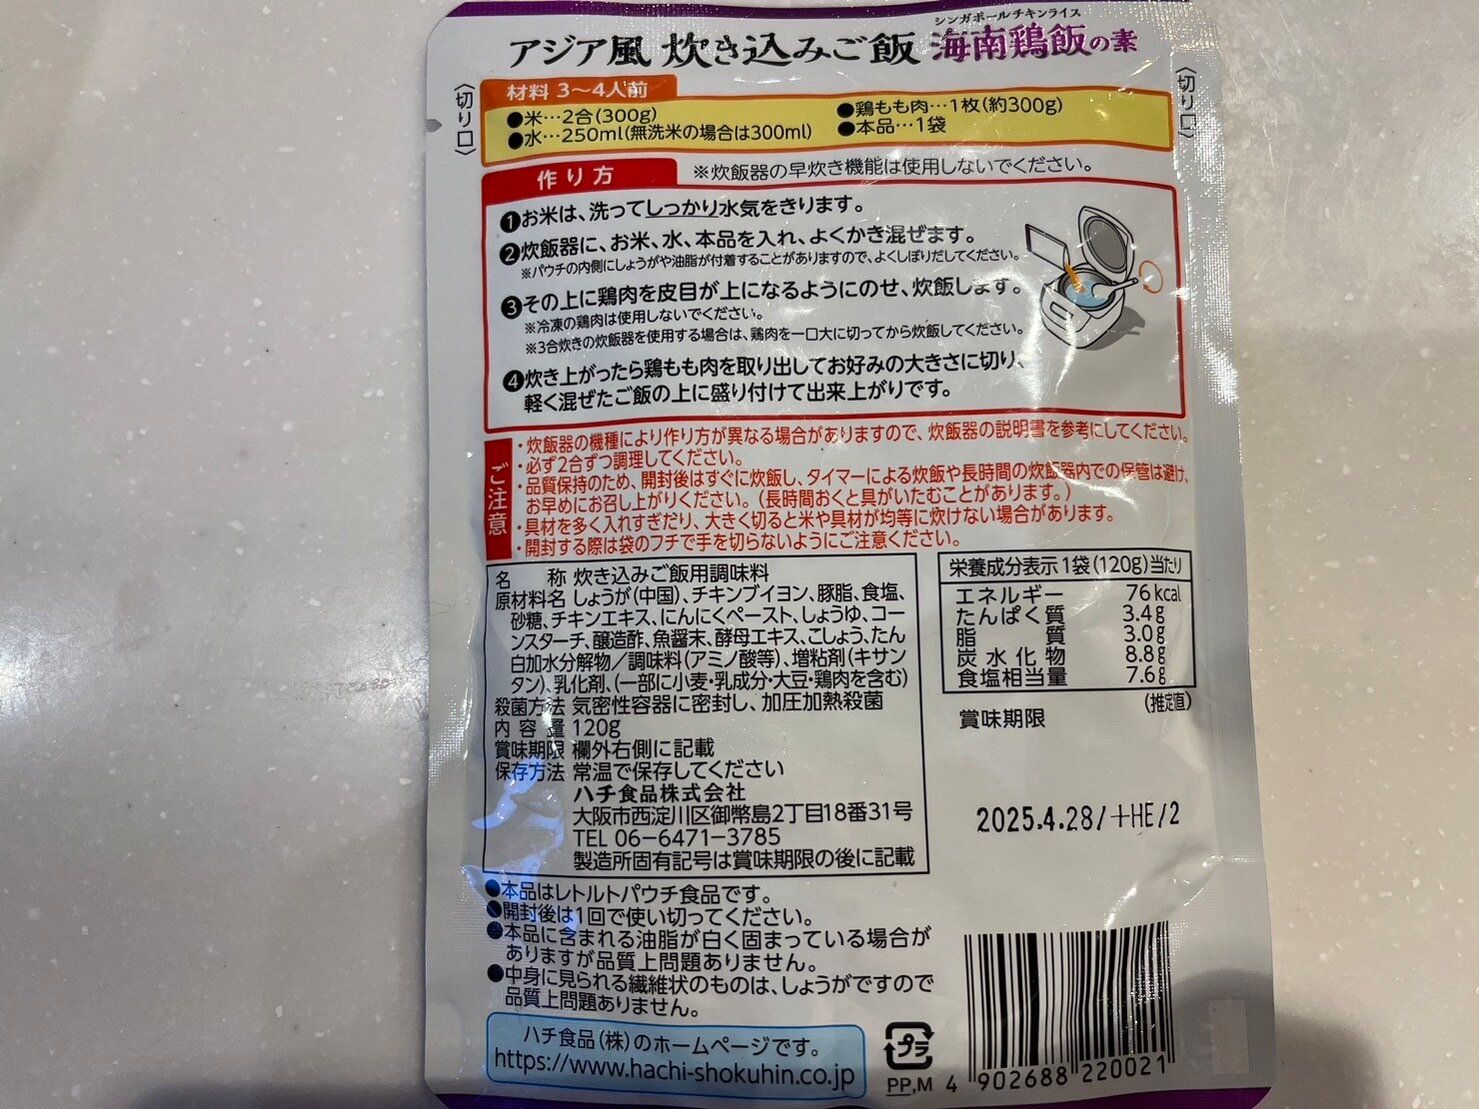 シンガポールチキンライス
アジア風 炊き込みご飯 海南鶏飯の素
〈切り口〉
〈切り口〉
材料 3〜4人前
●米…2合(300g)
●水…250ml(無洗米の場合は300ml)
●鶏もも肉…1枚(約300g)
●本品…1袋
作り方
※炊飯器の早炊き機能は使用しないでください。
❶お米は、洗ってしっかり水気をきります。
❷炊飯器に、お米、水、本品を入れ、よくかき混ぜます。
※パウチの内側にしょうがや油脂が付着することがありますので、よくしぼりだしてください。
❸その上に鶏肉を皮目が上になるようにのせ、炊飯します。
※冷凍の鶏肉は使用しないでください。
※3合炊きの炊飯器を使用する場合は、鶏肉を一口大に切ってから炊飯してください。
❹炊き上がったら鶏もも肉を取り出してお好みの大きさに切り、
軽く混ぜたご飯の上に盛り付けて出来上がりです。
ご注意
・炊飯器の機種により作り方が異なる場合がありますので、炊飯器の説明書を参考にしてください。
・必ず2合ずつ調理してください。
・品質保持のため、開封後はすぐに炊飯し、タイマーによる炊飯や長時間の炊飯器内での保管は避け、
お早めにお召し上がりください。(長時間おくと具がいたむことがあります。)
・具材を多く入れすぎたり、大きく切ると米や具材が均等に炊けない場合があります。
・開封する際は袋のフチで手を切らないようにご注意ください。
名称 炊き込みご飯用調味料
原材料名 しょうが(中国)、チキンブイヨン、豚脂、食塩、
砂糖、チキンエキス、にんにくペースト、しょうゆ、コー
ンスターチ、醸造酢、魚醤末、酵母エキス、こしょう、たん
白加水分解物／調味料(アミノ酸等)、増粘剤(キサン
タン)、乳化剤、(一部に小麦・乳成分・大豆・鶏肉を含む)
殺菌方法 気密性容器に密封し、加圧加熱殺菌
内容量 120g
賞味期限 欄外右側に記載
保存方法 常温で保存してください
ハチ食品株式会社
大阪市西淀川区御幣島2丁目18番31号
TEL 06−6471−3785
製造所固有記号は賞味期限の後に記載
栄養成分表示 1袋(120g)当たり
エネルギー 76kcal
たんぱく質 3.4g
脂質 3.0g
炭水化物 8.8g
食塩相当量 7.6g
(推定値)
賞味期限
2025.4.28/+HE/2
●本品はレトルトパウチ食品です。
●開封後は1回で使い切ってください。
●本品に含まれる油脂が白く固まっている場合が
ありますが品質上問題ありません。
●中身に見られる繊維状のものは、しょうがですので
品質上問題ありません。
ハチ食品(株)のホームページです。
https://www.hachi-shokuhin.co.jp
プラ
PP,M
4 902688 220021